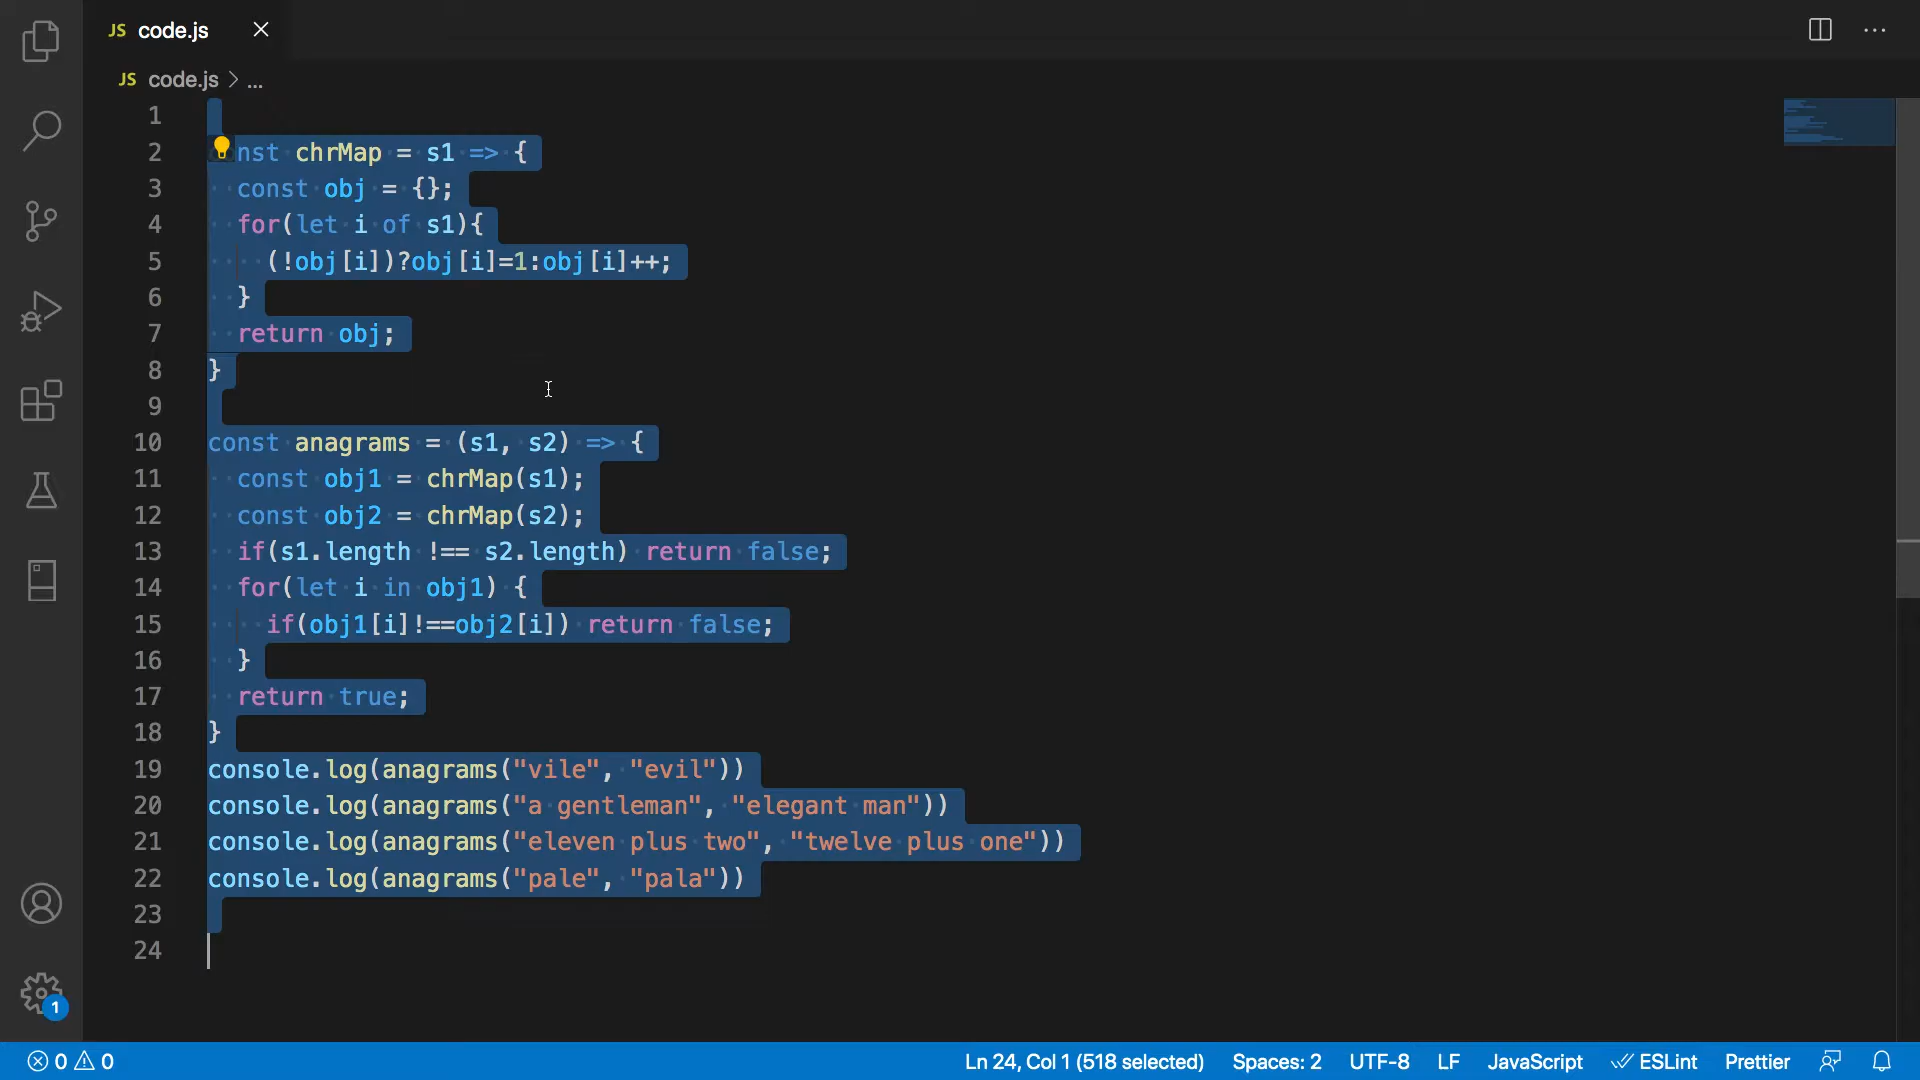 JS code.js
JS code.js > ...
1
2 nst chrMap = s1 => {
3 const obj = {};
4 for(let i of s1){
5 (!obj[i])?obj[i]=1:obj[i]++;
6 }
7 return obj;
8 }
9
10 const anagrams = (s1, s2) => {
11 const obj1 = chrMap(s1);
12 const obj2 = chrMap(s2);
13 if(s1.length !== s2.length) return false;
14 for(let i in obj1) {
15 if(obj1[i]!==obj2[i]) return false;
16 }
17 return true;
18 }
19 console.log(anagrams("vile", "evil"))
20 console.log(anagrams("a gentleman", "elegant man"))
21 console.log(anagrams("eleven plus two", "twelve plus one"))
22 console.log(anagrams("pale", "pala"))
23
24
1
0 0 Ln 24, Col 1 (518 selected) Spaces: 2 UTF-8 LF JavaScript ESLint Prettier